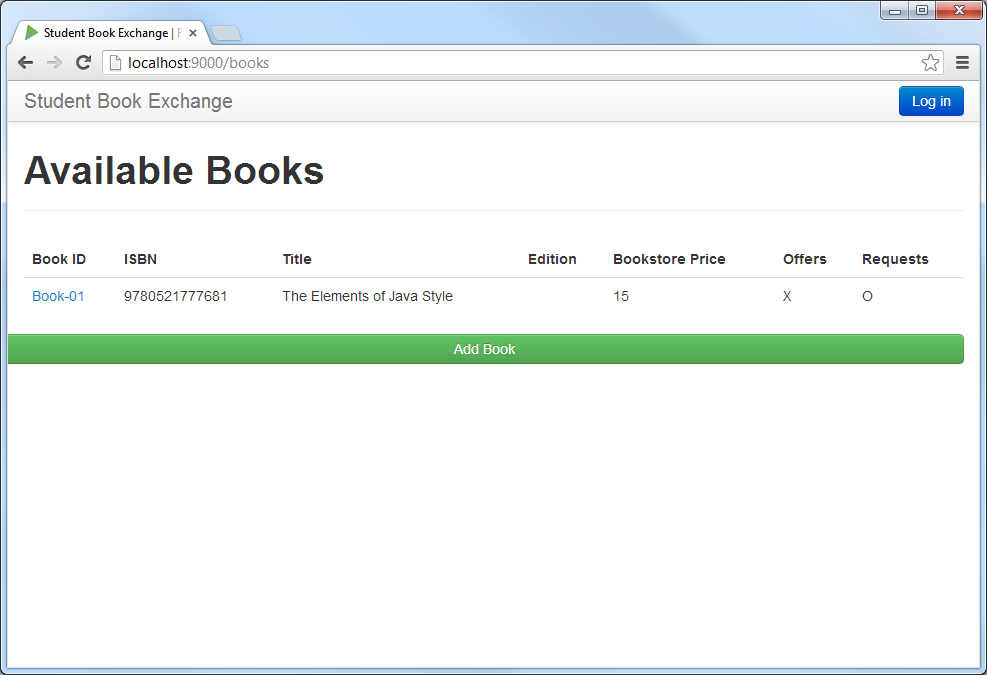 Student Book Exchange |
localhost:9000/books
Student Book Exchange Log in
Available Books
Book ID ISBN Title Edition Bookstore Price Offers Requests
Book-01 9780521777681 The Elements of Java Style 15 X O
Add Book